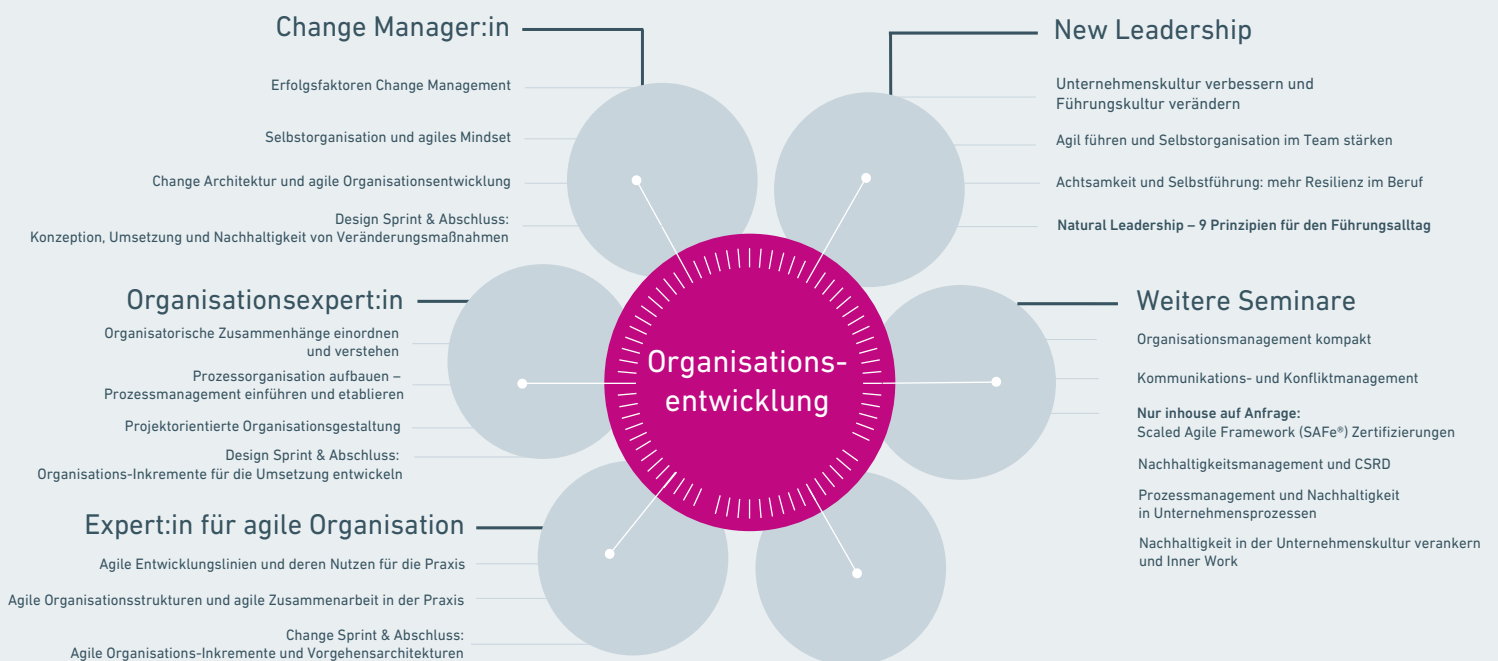 Change Manager:in
Erfolgsfaktoren Change Management
Selbstorganisation und agiles Mindset
Change Architektur und agile Organisationsentwicklung
Design Sprint & Abschluss:
Konzeption, Umsetzung und Nachhaltigkeit von Veränderungsmaßnahmen
Organisationsexpert:in
Organisatorische Zusammenhänge einordnen
und verstehen
Prozessorganisation aufbauen –
Prozessmanagement einführen und etablieren
Projektorientierte Organisationsgestaltung
Design Sprint & Abschluss:
Organisations-Inkremente für die Umsetzung entwickeln
Expert:in für agile Organisation
Agile Entwicklungslinien und deren Nutzen für die Praxis
Agile Organisationsstrukturen und agile Zusammenarbeit in der Praxis
Change Sprint & Abschluss:
Agile Organisations-Inkremente und Vorgehensarchitekturen
Organisations-
entwicklung
New Leadership
Unternehmenskultur verbessern und
Führungskultur verändern
Agil führen und Selbstorganisation im Team stärken
Achtsamkeit und Selbstführung: mehr Resilienz im Beruf
Natural Leadership – 9 Prinzipien für den Führungsalltag
Weitere Seminare
Organisationsmanagement kompakt
Kommunikations- und Konfliktmanagement
Nur inhouse auf Anfrage:
Scaled Agile Framework (SAFe®) Zertifizierungen
Nachhaltigkeitsmanagement und CSRD
Prozessmanagement und Nachhaltigkeit
in Unternehmensprozessen
Nachhaltigkeit in der Unternehmenskultur verankern
und Inner Work